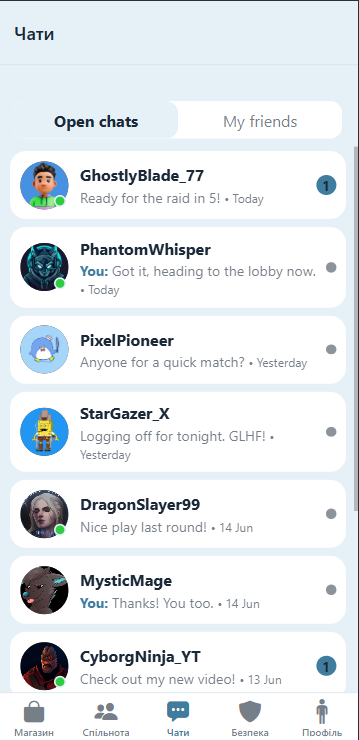 Чати
Open chats My friends
GhostlyBlade_77
Ready for the raid in 5! • Today
1
PhantomWhisper
You: Got it, heading to the lobby now.
• Today
PixelPioneer
Anyone for a quick match? • Yesterday
StarGazer_X
Logging off for tonight. GLHF! •
Yesterday
DragonSlayer99
Nice play last round! • 14 Jun
MysticMage
You: Thanks! You too. • 14 Jun
CyborgNinja_YT
Check out my new video! • 13 Jun
1
Магазин Спільнота Чати Безпека Профіль